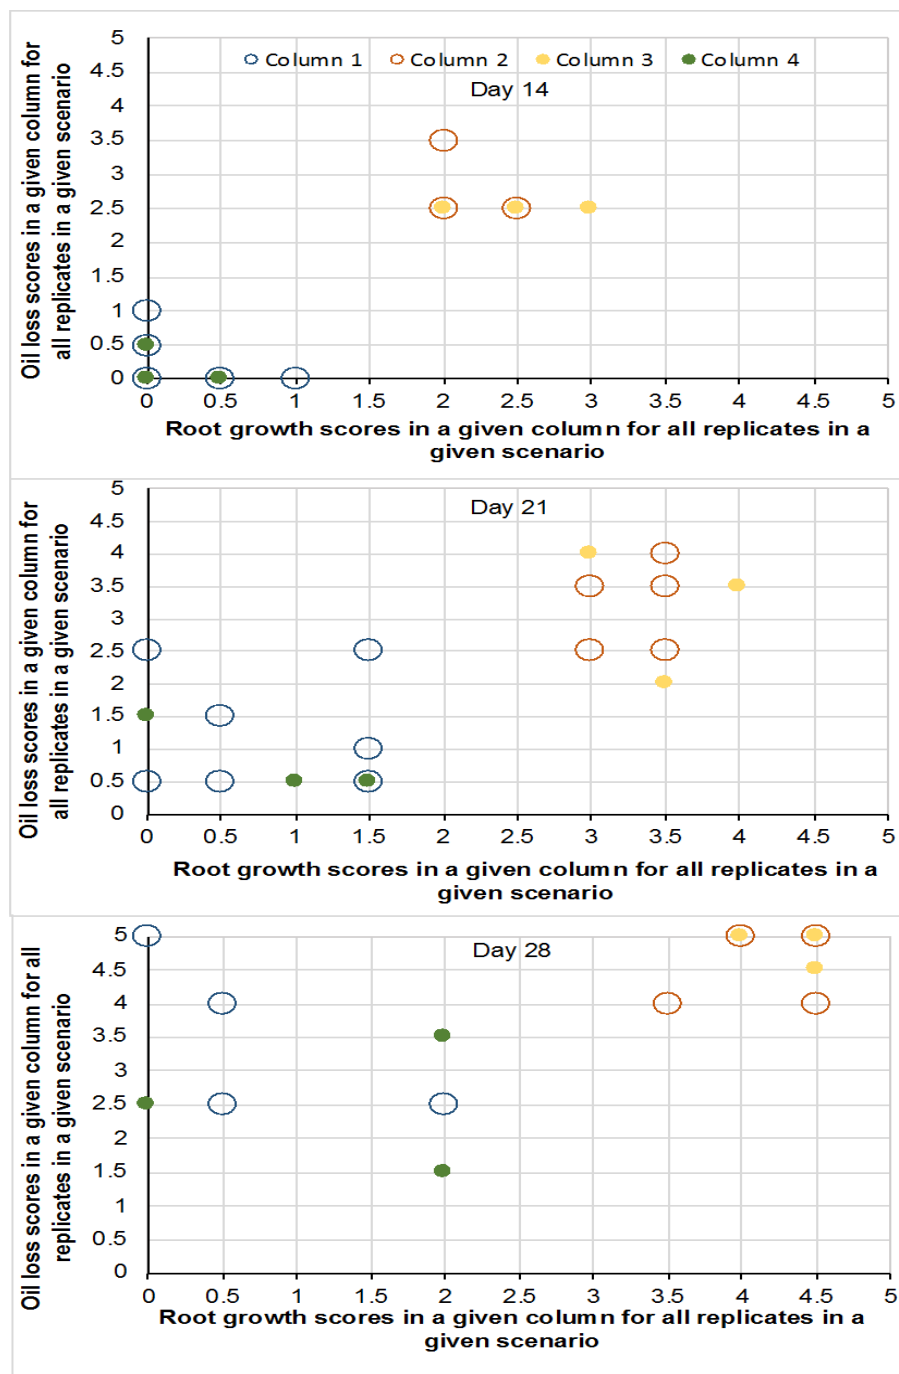 Oil loss scores in a given column for
all replicates in a given scenario
5
4.5
4
3.5
3
2.5
2
1.5
1
0.5
0
Column 1 Column 2 Column 3 Column 4
Day 14
0 0.5 1 1.5 2 2.5 3 3.5 4 4.5 5
Root growth scores in a given column for all replicates in a
given scenario
Oil loss scores in a given column for
all replicates in a given scenario
5
4.5
4
3.5
3
2.5
2
1.5
1
0.5
0
Day 21
0 0.5 1 1.5 2 2.5 3 3.5 4 4.5 5
Root growth scores in a given column for all replicates in a
given scenario
Oil loss scores in a given column for all
replicates in a given scenario
5
4.5
4
3.5
3
2.5
2
1.5
1
0.5
0
Day 28
0 0.5 1 1.5 2 2.5 3 3.5 4 4.5 5
Root growth scores in a given column for all replicates in a
given scenario